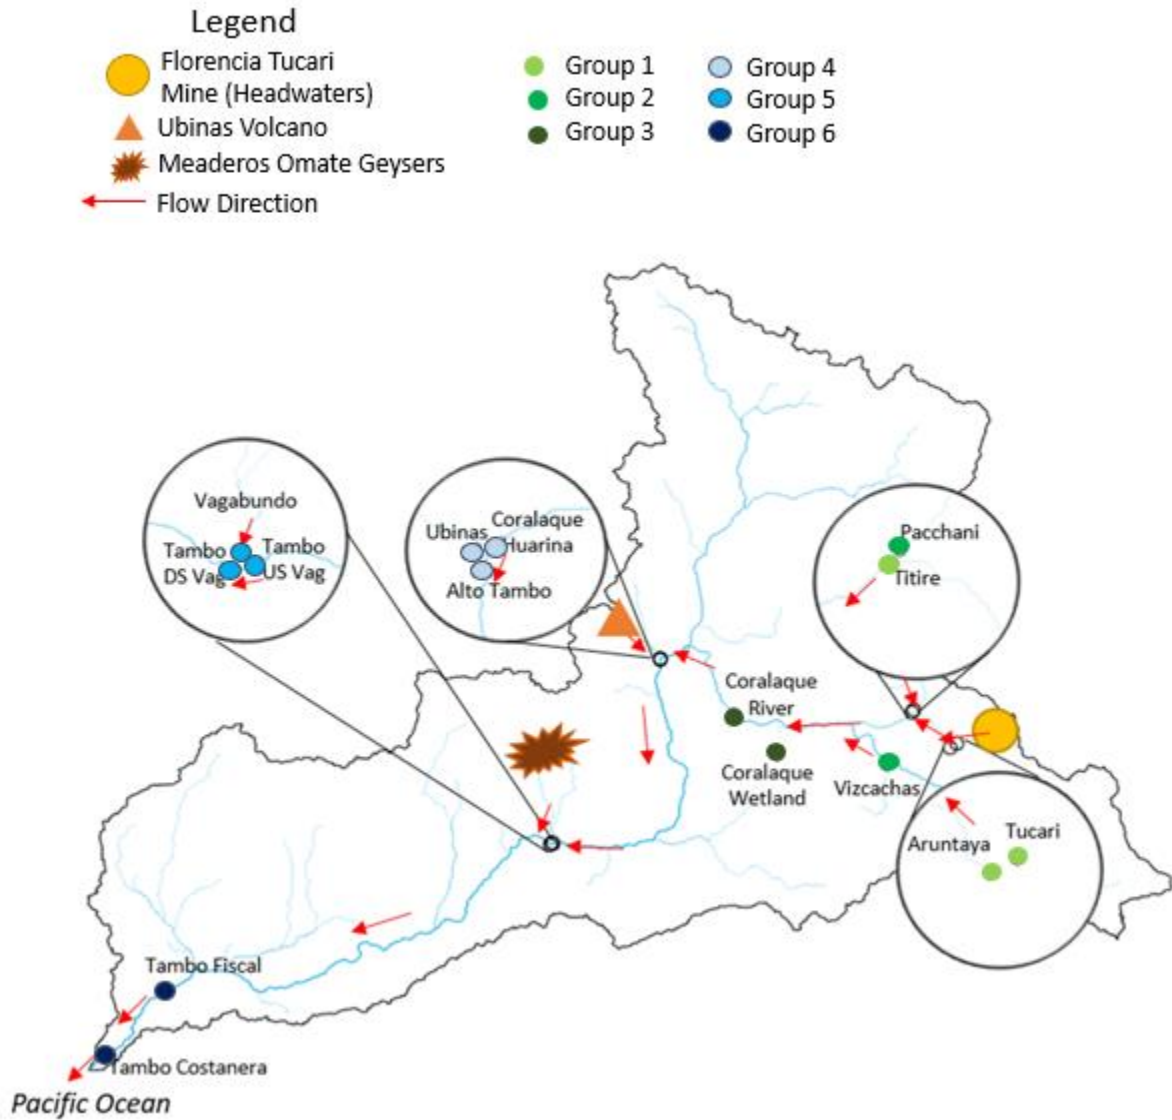 Legend
Florencia Tucari
Mine (Headwaters)
Ubinas Volcano
Meaderos Omate Geysers
Flow Direction
Group 1
Group 2
Group 3
Group 4
Group 5
Group 6
Vagabundo
Tambo
DS Vag
Tambo
US Vag
Ubinas
Coralaque
Huarina
Alto Tambo
Pacchani
Titire
Coralaque
River
Coralaque
Wetland
Vizcachas
Aruntaya
Tucari
Tambo Fiscal
Tambo Costanera
Pacific Ocean